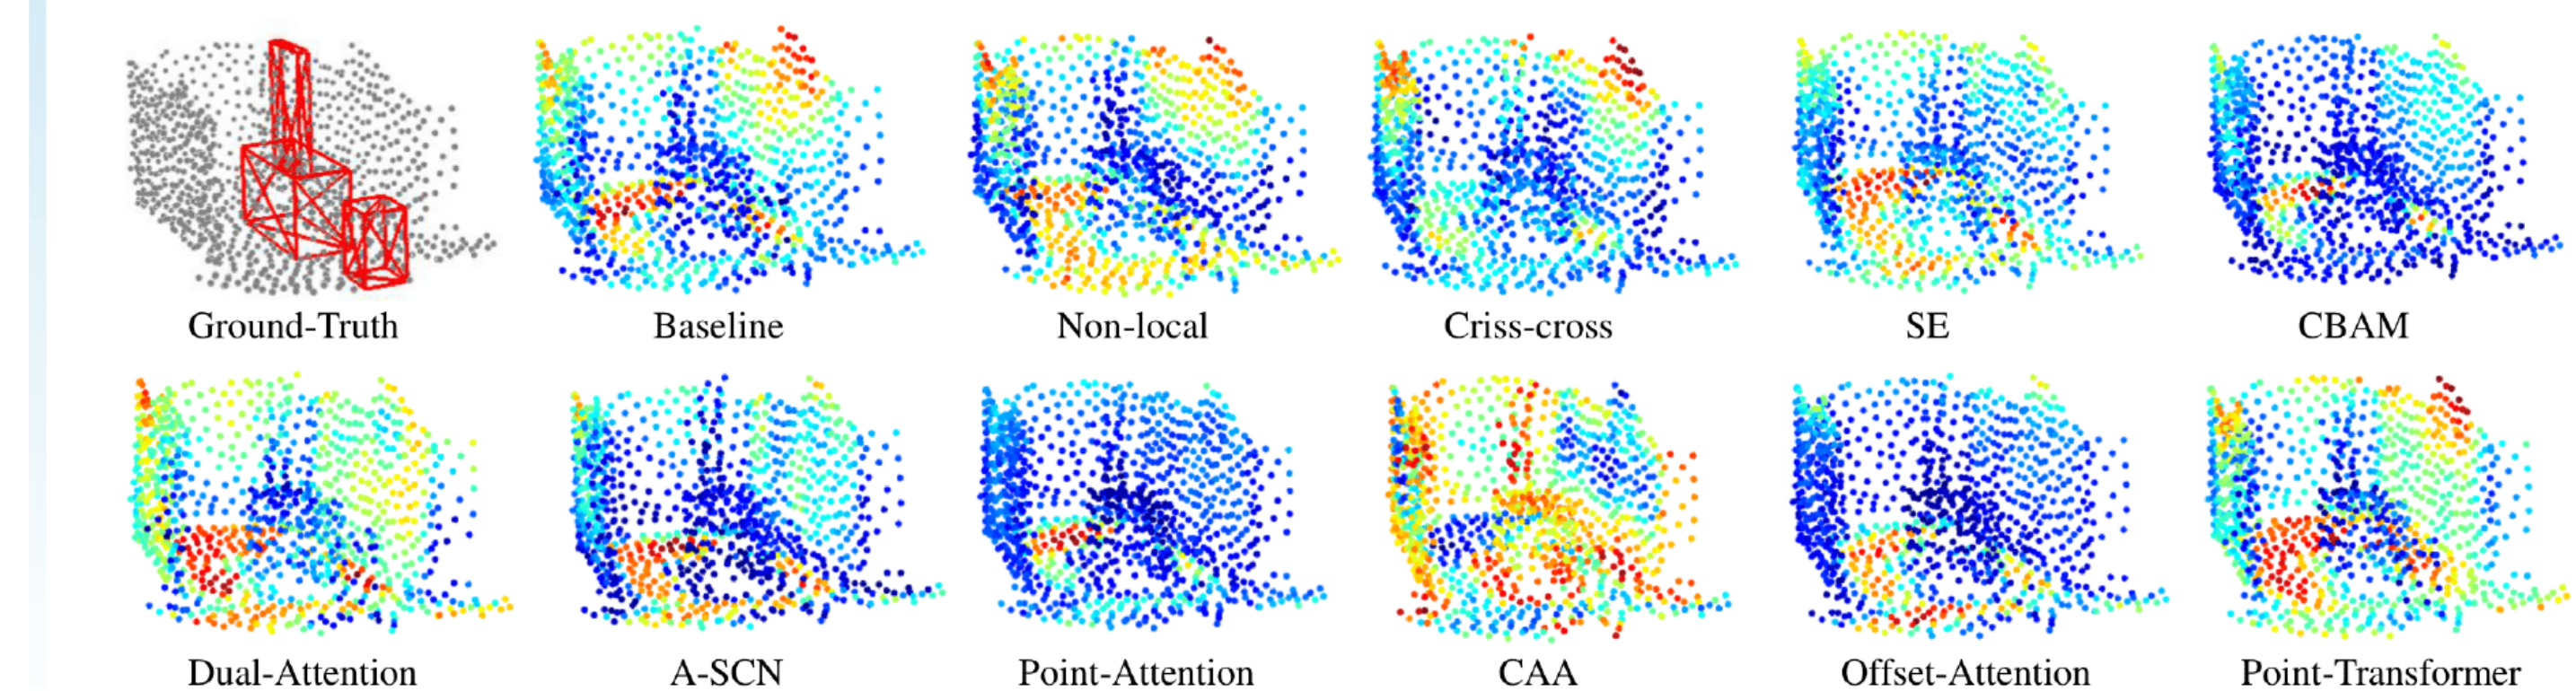 Ground-Truth
Baseline
Non-local
Criss-cross
SE
CBAM
Dual-Attention
A-SCN
Point-Attention
CAA
Offset-Attention
Point-Transformer